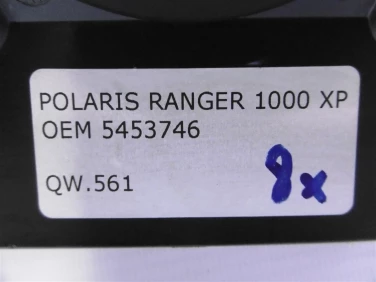 POLARIS RANGER 1000 XP
OEM 5453746
QW.561
8x